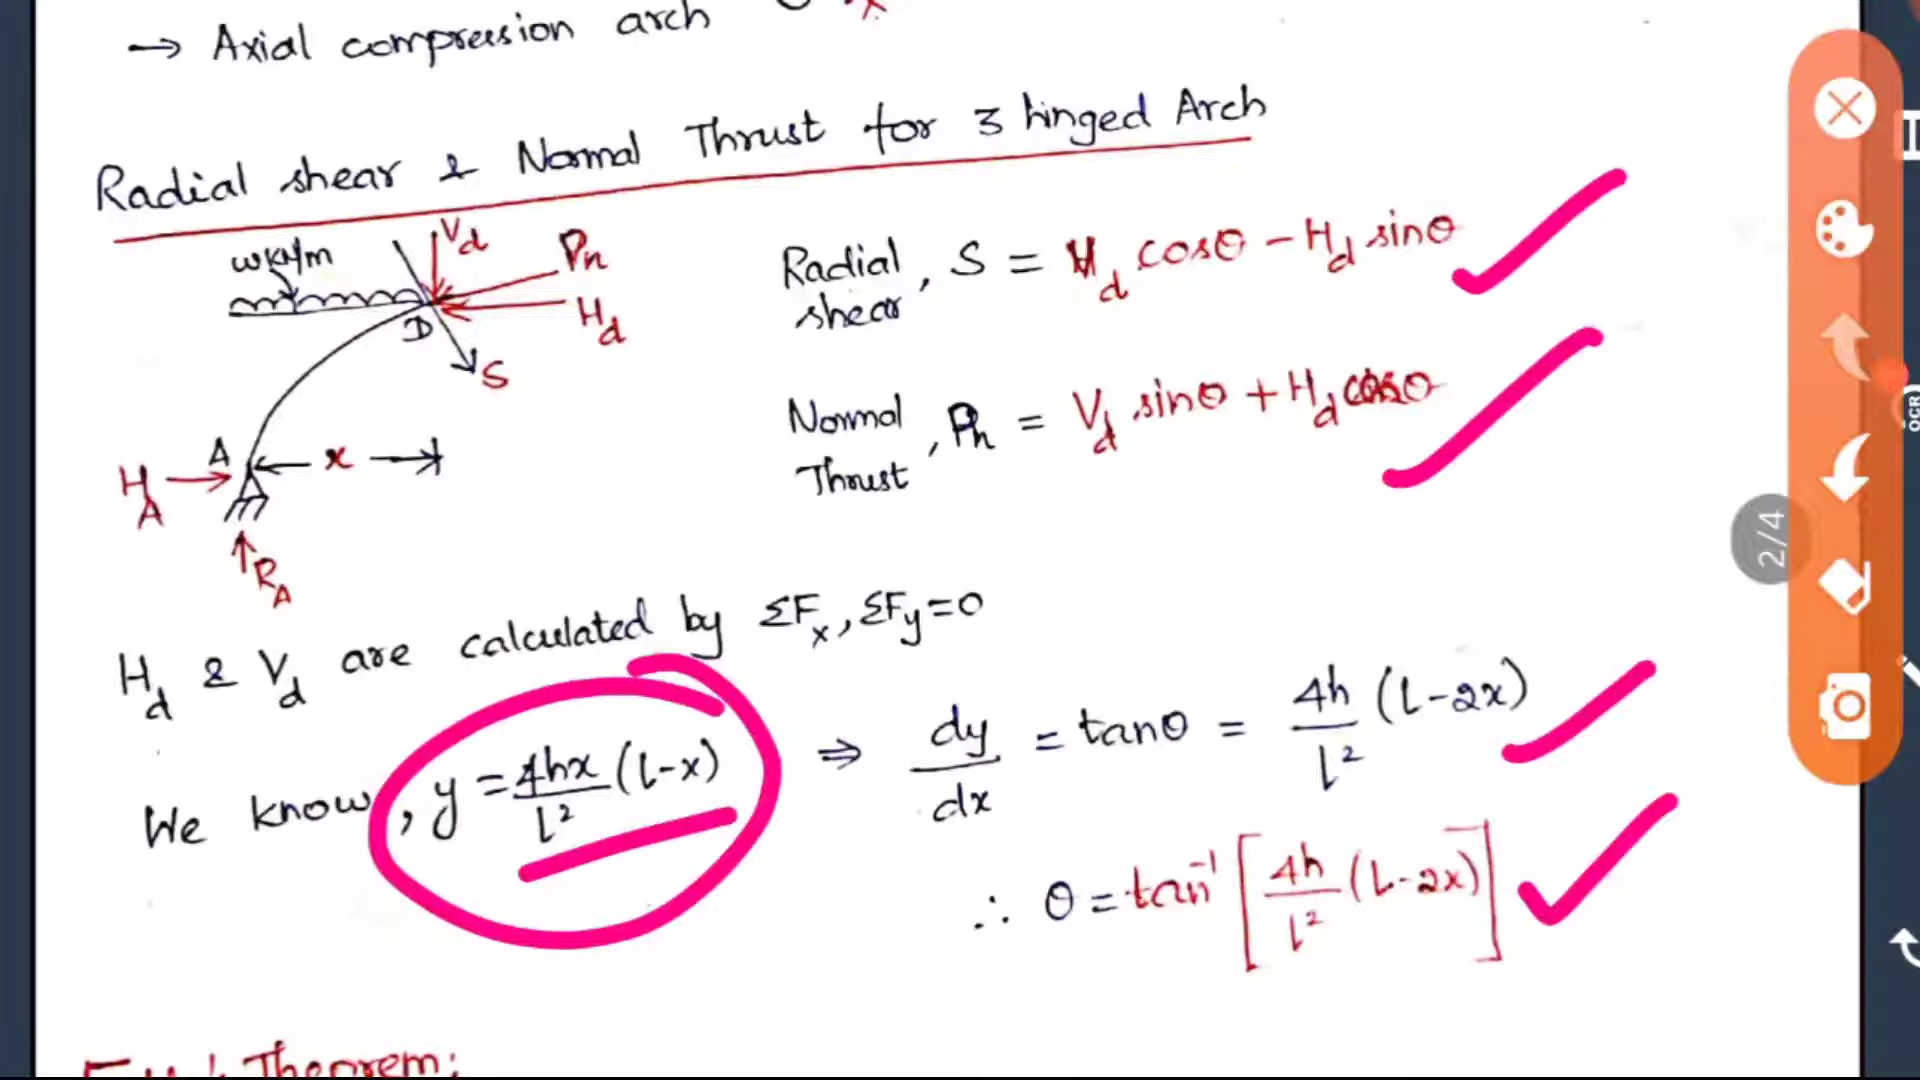 → Axial compression arch
Radial shear & Normal Thrust for 3 hinged Arch
w kN/m
Vd
Pn
Hd
D
S
Radial shear, S = Vd cosθ - Hd sinθ
Normal Thrust, Pn = Vd sinθ + Hd cosθ
HA
A
x
RA
Hd & Vd are calculated by ΣFx, ΣFy = 0
We know, y = 4hx/l² (l-x) ⇒ dy/dx = tanθ = 4h/l² (l-2x)
∴ θ = tan⁻¹ [4h/l² (l-2x)]
Theorem:
2/4
OCR